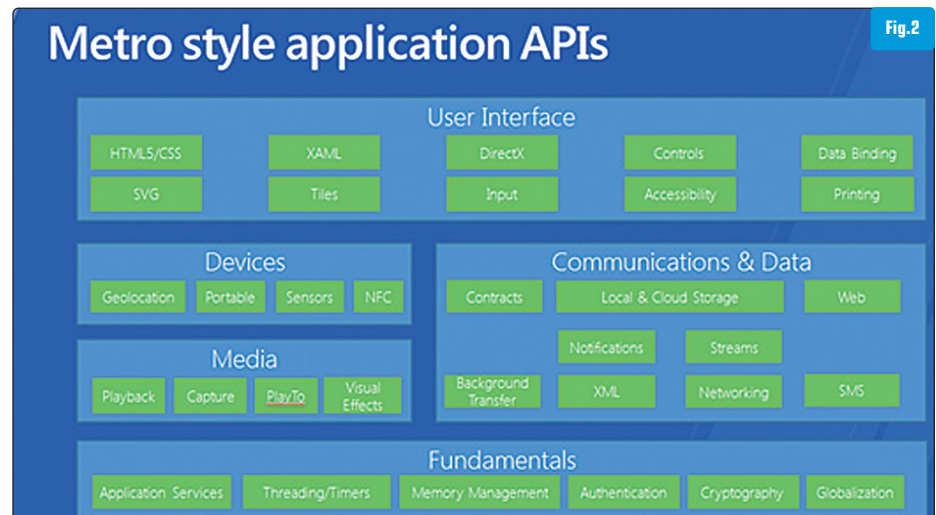 Fig.2
Metro style application APIs
User Interface
HTML5/CSS XAML DirectX Controls Data Binding
SVG Tiles Input Accessibility Printing
Devices
Geolocation Portable Sensors NFC
Media
Playback Capture PlayTo Visual Effects
Communications & Data
Contracts Local & Cloud Storage Web
Notifications Streams
Background Transfer XML Networking SMS
Fundamentals
Application Services Threading/Timers Memory Management Authentication Cryptography Globalization